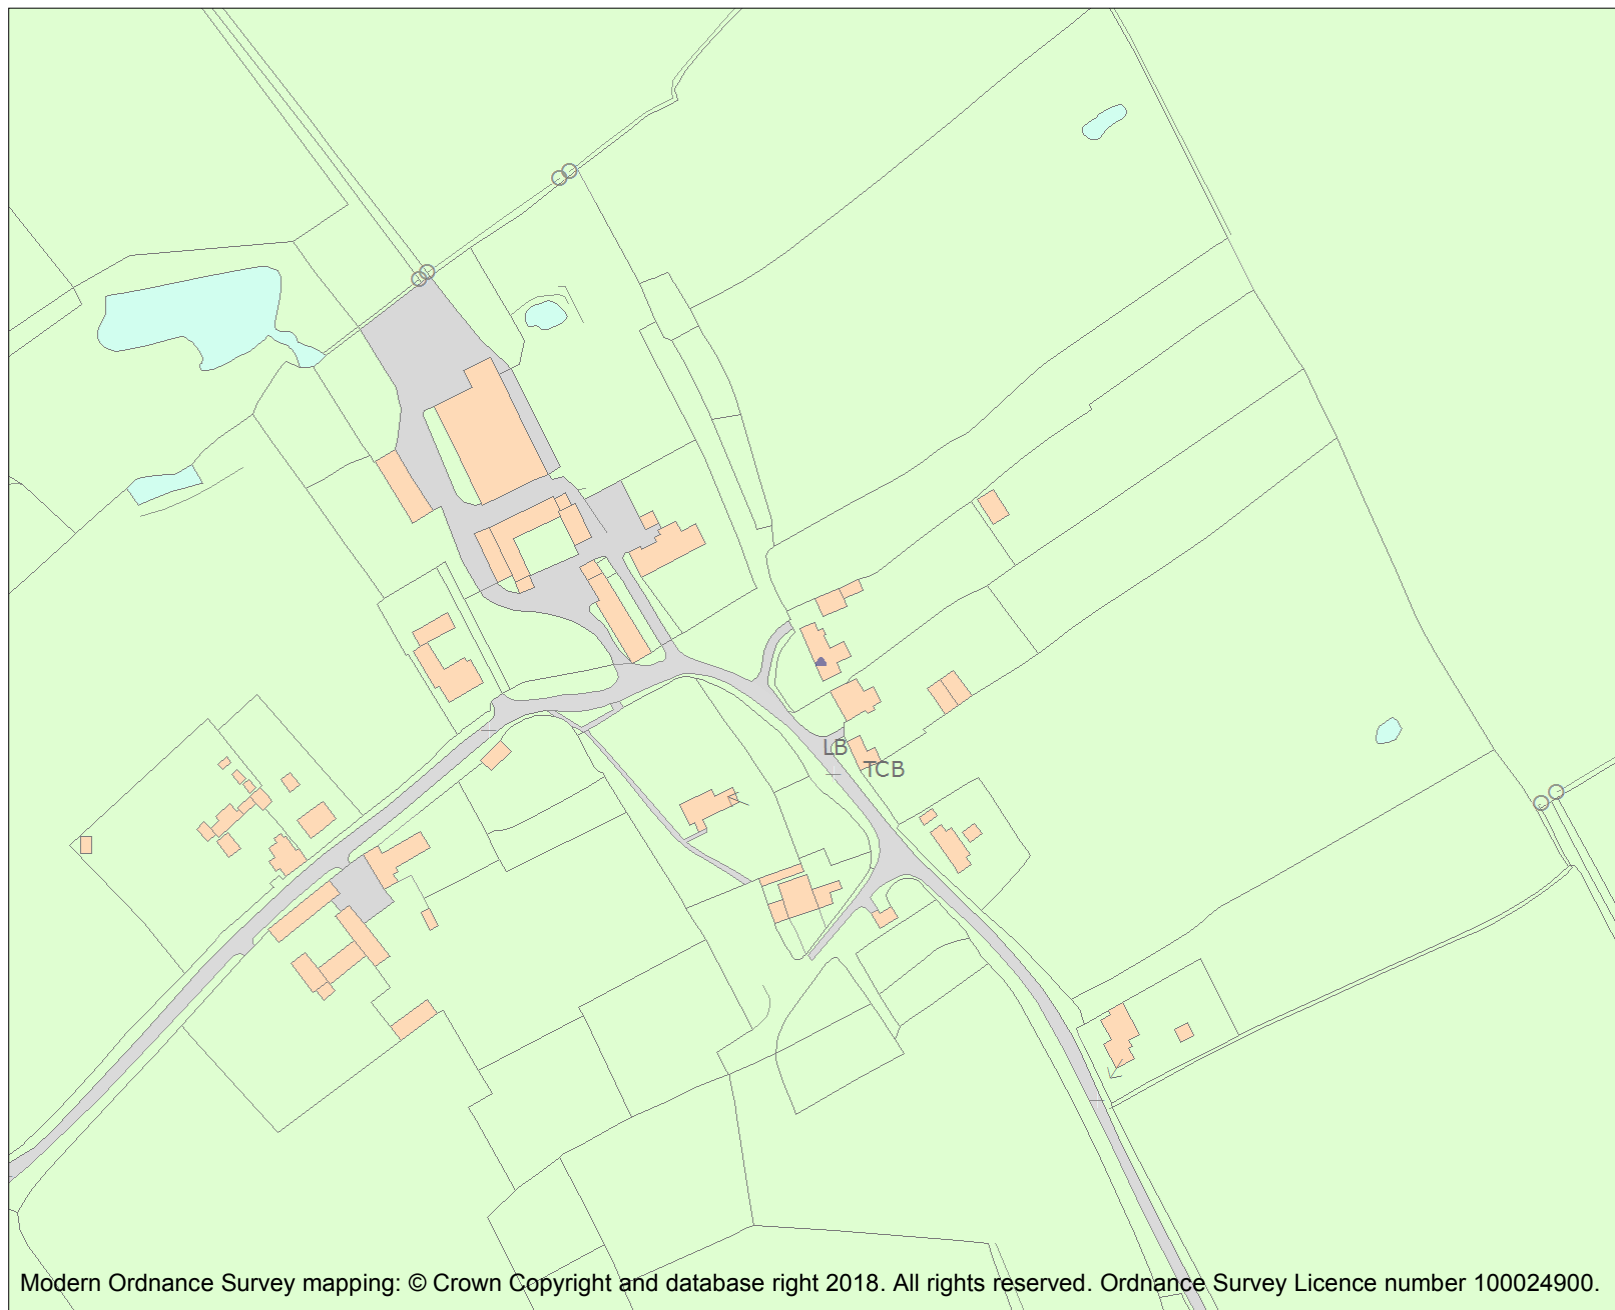 LB
TCB
Modern Ordnance Survey mapping: © Crown Copyright and database right 2018. All rights reserved. Ordnance Survey Licence number 100024900.